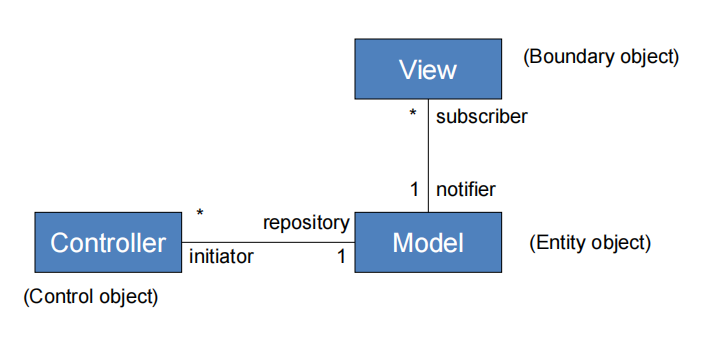 View
(Boundary object)
*
subscriber
1
notifier
*
Controller
repository
Model
(Entity object)
initiator
1
(Control object)